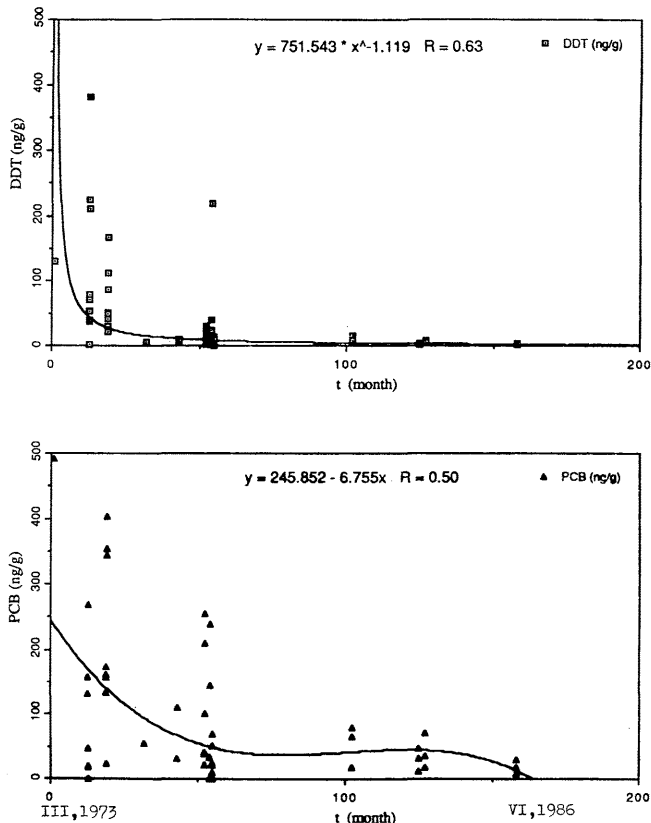 500
y = 751.543 * x^-1.119 R = 0.63
DDT (ng/g)
400
300
DDT (ng/g)
200
100
0
0 100 200
t (month)
500
y = 245.852 - 6.755x R = 0.50
PCB (ng/g)
400
300
PCB (ng/g)
200
100
0
0 100 200
III,1973 t (month) VI,1986